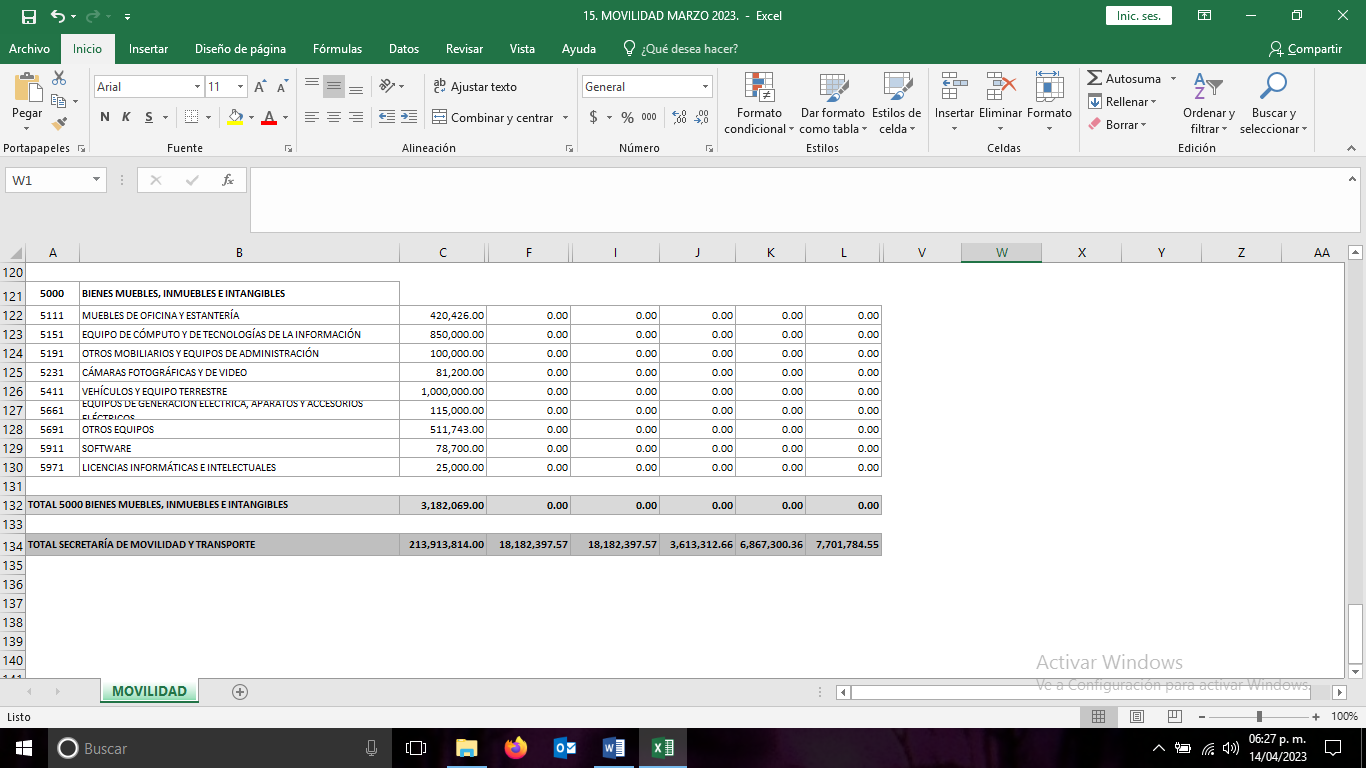 15. MOVILIDAD MARZO 2023. - Excel
Inic. ses.
Archivo Inicio Insertar Diseño de página Fórmulas Datos Revisar Vista Ayuda ¿Qué desea hacer? Compartir
Pegar
Portapapeles
Arial 11
N K S A
Fuente
Ajustar texto
Combinar y centrar
Alineación
General
$ % 000
Número
Formato condicional
Dar formato como tabla
Estilos de celda
Estilos
Insertar Eliminar Formato
Celdas
Autosuma
Rellenar
Borrar
Ordenar y filtrar
Buscar y seleccionar
Edición
W1 fx
A B C F I J K L V W X Y Z AA
120
121 5000 BIENES MUEBLES, INMUEBLES E INTANGIBLES
122 5111 MUEBLES DE OFICINA Y ESTANTERÍA 420,426.00 0.00 0.00 0.00 0.00 0.00
123 5151 EQUIPO DE CÓMPUTO Y DE TECNOLOGÍAS DE LA INFORMACIÓN 850,000.00 0.00 0.00 0.00 0.00 0.00
124 5191 OTROS MOBILIARIOS Y EQUIPOS DE ADMINISTRACIÓN 100,000.00 0.00 0.00 0.00 0.00 0.00
125 5231 CÁMARAS FOTOGRÁFICAS Y DE VIDEO 81,200.00 0.00 0.00 0.00 0.00 0.00
126 5411 VEHÍCULOS Y EQUIPO TERRESTRE 1,000,000.00 0.00 0.00 0.00 0.00 0.00
127 5661 EQUIPOS DE GENERACIÓN ELÉCTRICA, APARATOS Y ACCESORIOS ELÉCTRICOS 115,000.00 0.00 0.00 0.00 0.00 0.00
128 5691 OTROS EQUIPOS 511,743.00 0.00 0.00 0.00 0.00 0.00
129 5911 SOFTWARE 78,700.00 0.00 0.00 0.00 0.00 0.00
130 5971 LICENCIAS INFORMÁTICAS E INTELECTUALES 25,000.00 0.00 0.00 0.00 0.00 0.00
131
132 TOTAL 5000 BIENES MUEBLES, INMUEBLES E INTANGIBLES 3,182,069.00 0.00 0.00 0.00 0.00 0.00
133
134 TOTAL SECRETARÍA DE MOVILIDAD Y TRANSPORTE 213,913,814.00 18,182,397.57 18,182,397.57 3,613,312.66 6,867,300.36 7,701,784.55
135
136
137
138
139
140
141
Activar Windows
Ve a Configuración para activar Windows.
MOVILIDAD
Listo 100%
Buscar
06:27 p. m.
14/04/2023